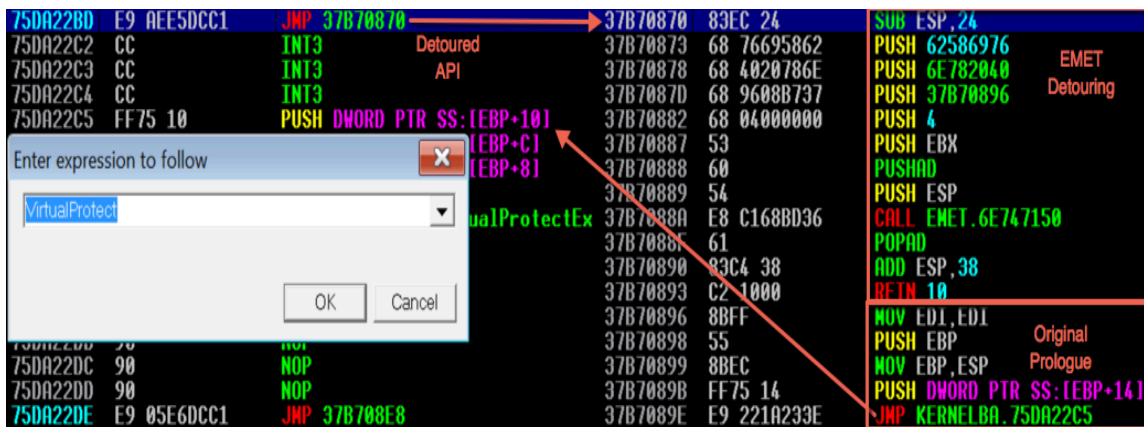 75DA22BD E9 AEE5DCC1 JMP 37B70870
75DA22C2 CC INT3
75DA22C3 CC INT3
75DA22C4 CC INT3
75DA22C5 FF75 10 PUSH DWORD PTR SS:[EBP+10]
[EBP+C]
[EBP+8]
ualProtectEx
Detoured
API
Enter expression to follow
VirtualProtect
OK Cancel
75DA22DC 90 NOP
75DA22DD 90 NOP
75DA22DE E9 05E6DCC1 JMP 37B708E8
37B70870 83EC 24 SUB ESP,24
37B70873 68 76695862 PUSH 62586976
37B70878 68 4020786E PUSH 6E782040
37B7087D 68 9608B737 PUSH 37B70896
37B70882 68 04000000 PUSH 4
37B70887 53 PUSH EBX
37B70888 60 PUSHAD
37B70889 54 PUSH ESP
37B7088A E8 C168BD36 CALL EMET.6E747150
37B7088F 61 POPAD
37B70890 83C4 38 ADD ESP,38
37B70893 C2 1000 RETN 10
EMET
Detouring
37B70896 8BFF MOV EDI,EDI
37B70898 55 PUSH EBP
37B70899 8BEC MOV EBP,ESP
37B7089B FF75 14 PUSH DWORD PTR SS:[EBP+14]
37B7089E E9 221A233E JMP KERNELBA.75DA22C5
Original
Prologue